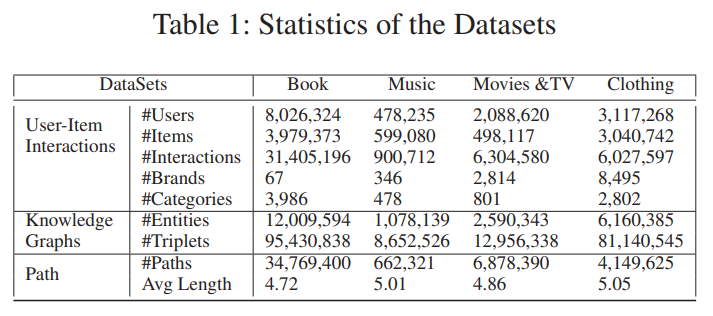 Table 1: Statistics of the Datasets
DataSets Book Music Movies &TV Clothing
User-Item Interactions
#Users 8,026,324 478,235 2,088,620 3,117,268
#Items 3,979,373 599,080 498,117 3,040,742
#Interactions 31,405,196 900,712 6,304,580 6,027,597
#Brands 67 346 2,814 8,495
#Categories 3,986 478 801 2,802
Knowledge Graphs
#Entities 12,009,594 1,078,139 2,590,343 6,160,385
#Triplets 95,430,838 8,652,526 12,956,338 81,140,545
Path
#Paths 34,769,400 662,321 6,878,390 4,149,625
Avg Length 4.72 5.01 4.86 5.05